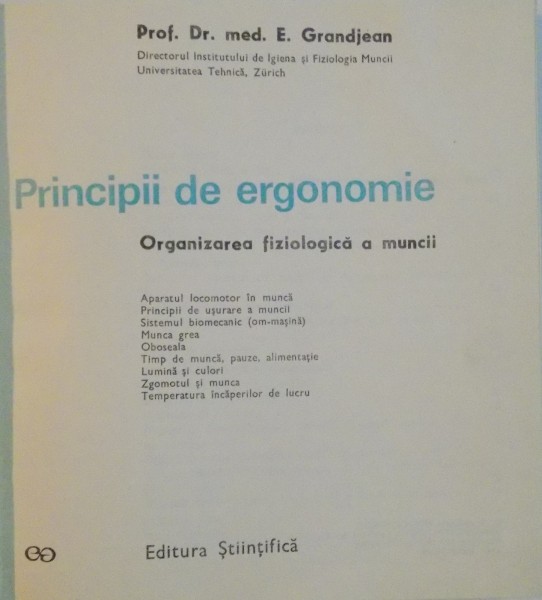 Prof. Dr. med. E. Grandjean
Directorul Institutului de Igiena și Fiziologia Muncii
Universitatea Tehnică, Zürich
Principii de ergonomie
Organizarea fiziologică a muncii
Aparatul locomotor în muncă
Principii de ușurare a muncii
Sistemul biomecanic (om-mașină)
Munca grea
Oboseala
Timp de muncă, pauze, alimentație
Lumină și culori
Zgomotul și munca
Temperatura încăperilor de lucru
Editura Științifică